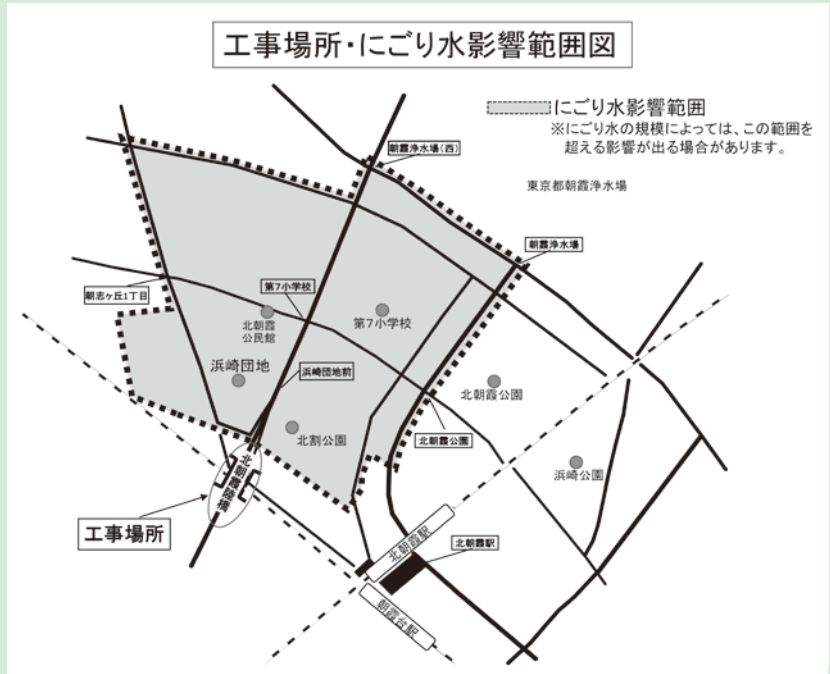 工事場所・にごり水影響範囲図
にごり水影響範囲
※にごり水の規模によっては、この範囲を
超える影響が出る場合があります。
朝霞浄水場(西)
東京都朝霞浄水場
朝霞浄水場
朝志ヶ丘1丁目
第7小学校
北朝霞
公民館
第7小学校
浜崎団地
浜崎団地前
北朝霞公園
北割公園
北朝霞公園
浜崎公園
北朝霞陸橋
工事場所
北朝霞駅
北朝霞駅
朝霞台駅